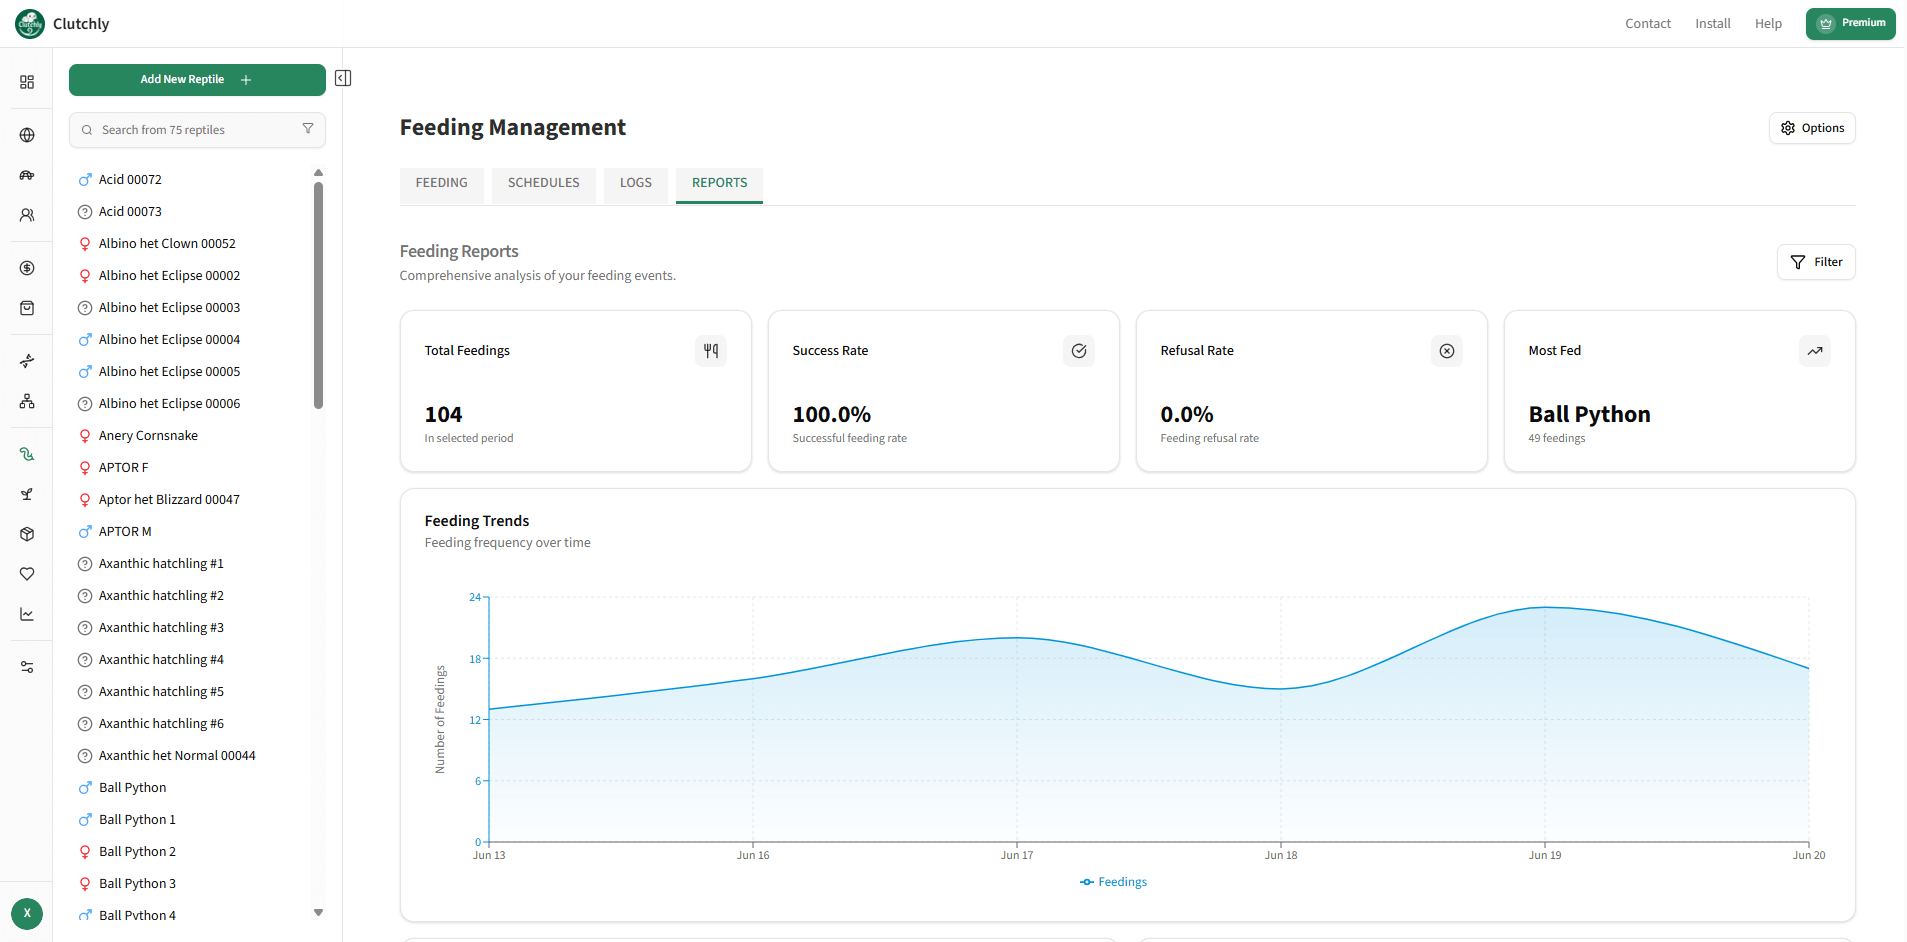 Clutchly
Contact
Install
Help
Premium
Add New Reptile
Search from 75 reptiles
Acid 00072
Acid 00073
Albino het Clown 00052
Albino het Eclipse 00002
Albino het Eclipse 00003
Albino het Eclipse 00004
Albino het Eclipse 00005
Albino het Eclipse 00006
Anery Cornsnake
APTOR F
Aptor het Blizzard 00047
APTOR M
Axanthic hatchling #1
Axanthic hatchling #2
Axanthic hatchling #3
Axanthic hatchling #4
Axanthic hatchling #5
Axanthic hatchling #6
Axanthic het Normal 00044
Ball Python
Ball Python 1
Ball Python 2
Ball Python 3
Ball Python 4
X
Feeding Management
Options
FEEDING
SCHEDULES
LOGS
REPORTS
Feeding Reports
Comprehensive analysis of your feeding events.
Filter
Total Feedings
104
In selected period
Success Rate
100.0%
Successful feeding rate
Refusal Rate
0.0%
Feeding refusal rate
Most Fed
Ball Python
49 feedings
Feeding Trends
Feeding frequency over time
Number of Feedings
24
18
12
6
0
Jun 13
Jun 16
Jun 17
Jun 18
Jun 19
Jun 20
Feedings